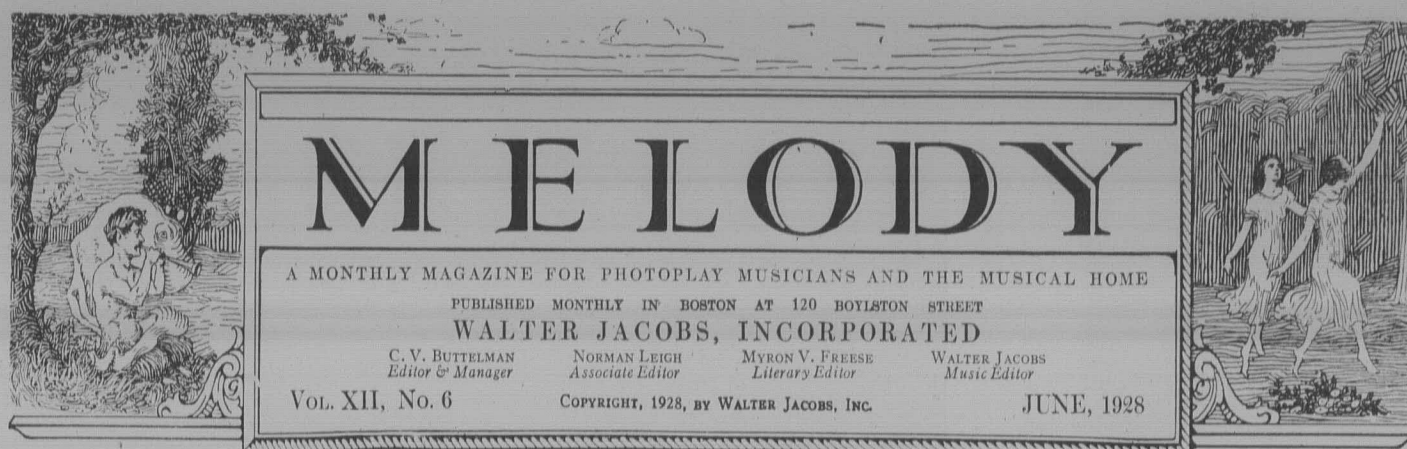 MELODY
A MONTHLY MAGAZINE FOR PHOTOPLAY MUSICIANS AND THE MUSICAL HOME
PUBLISHED MONTHLY IN BOSTON AT 120 BOYLSTON STREET
WALTER JACOBS, INCORPORATED
C. V. BUTTELMAN NORMAN LEIGH MYRON V. FREESE WALTER JACOBS
Editor & Manager Associate Editor Literary Editor Music Editor
VOL. XII, No. 6 COPYRIGHT, 1928, BY WALTER JACOBS, INC. JUNE, 1928